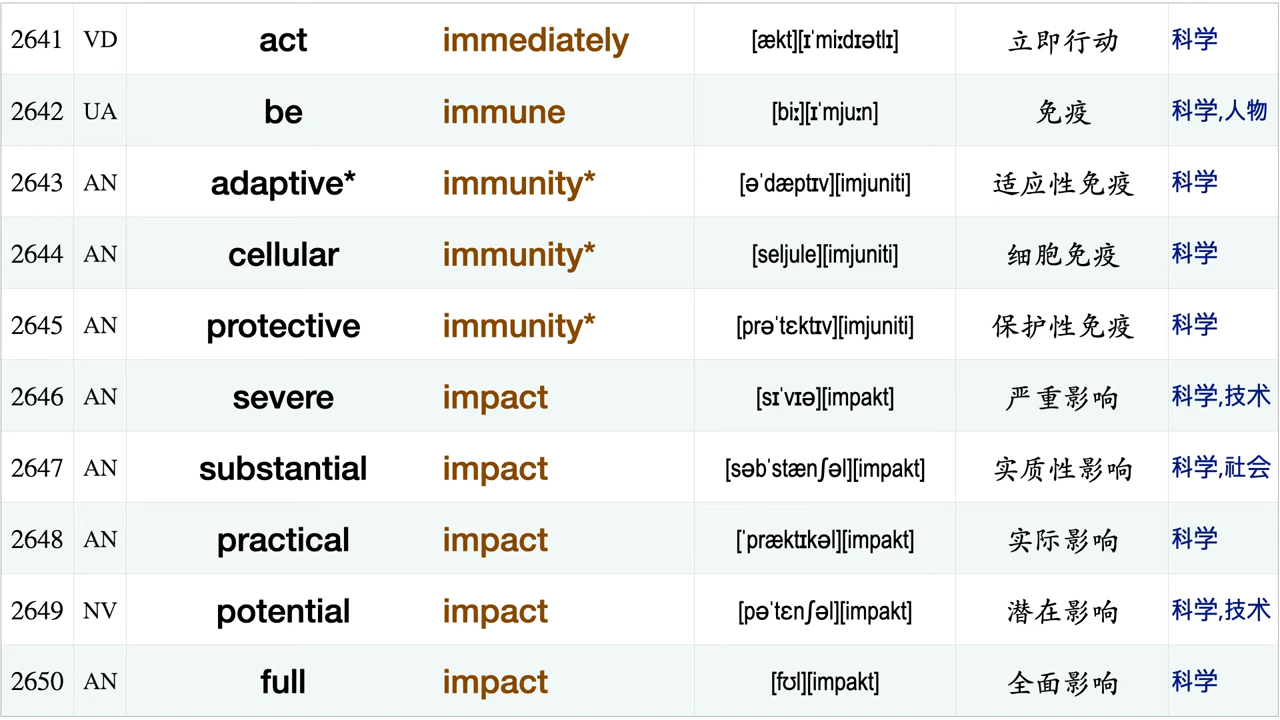 2641 VD act immediately [ækt][ɪˈmiːdɪətlɪ] 立即行动 科学
2642 UA be immune [biː][ɪˈmjuːn] 免疫 科学,人物
2643 AN adaptive* immunity* [əˈdæptɪv][imjuniti] 适应性免疫 科学
2644 AN cellular immunity* [seljule][imjuniti] 细胞免疫 科学
2645 AN protective immunity* [prəˈtɛktɪv][imjuniti] 保护性免疫 科学
2646 AN severe impact [sɪˈvɪə][impakt] 严重影响 科学,技术
2647 AN substantial impact [səbˈstænʃəl][impakt] 实质性影响 科学,社会
2648 AN practical impact [ˈpræktɪkəl][impakt] 实际影响 科学
2649 NV potential impact [pəˈtɛnʃəl][impakt] 潜在影响 科学,技术
2650 AN full impact [fʊl][impakt] 全面影响 科学